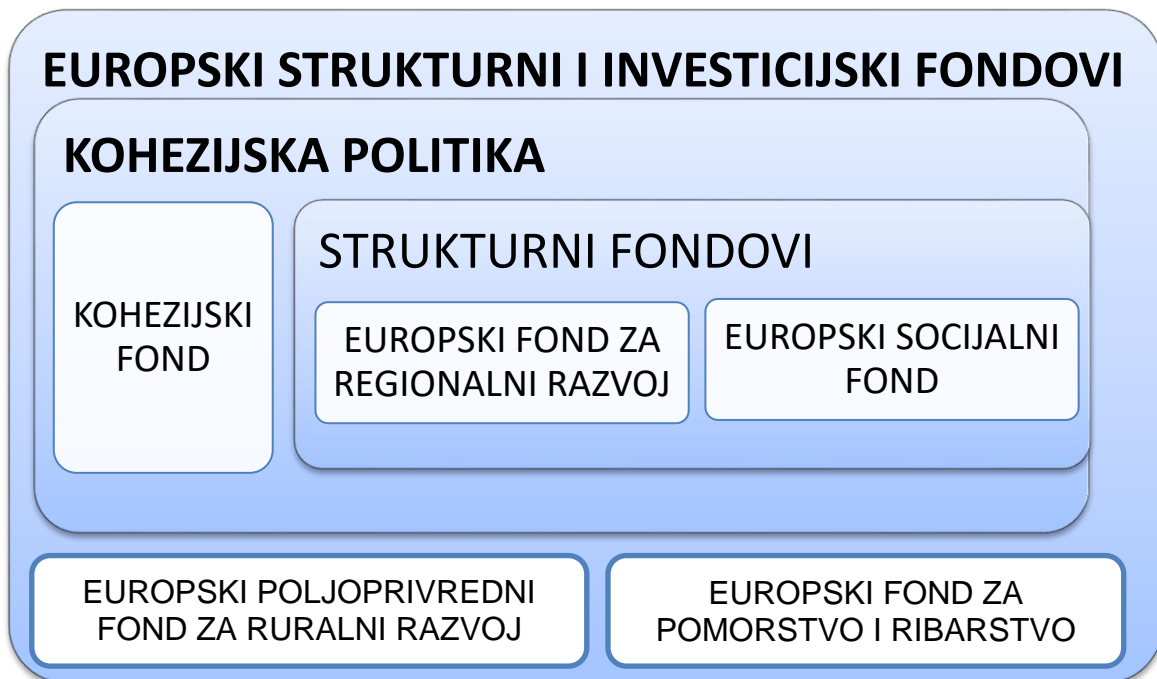 EUROPSKI STRUKTURNI I INVESTICIJSKI FONDOVI
KOHEZIJSKA POLITIKA
KOHEZIJSKI
FOND
STRUKTURNI FONDOVI
EUROPSKI FOND ZA
REGIONALNI RAZVOJ
EUROPSKI SOCIJALNI
FOND
EUROPSKI POLJOPRIVREDNI
FOND ZA RURALNI RAZVOJ
EUROPSKI FOND ZA
POMORSTVO I RIBARSTVO